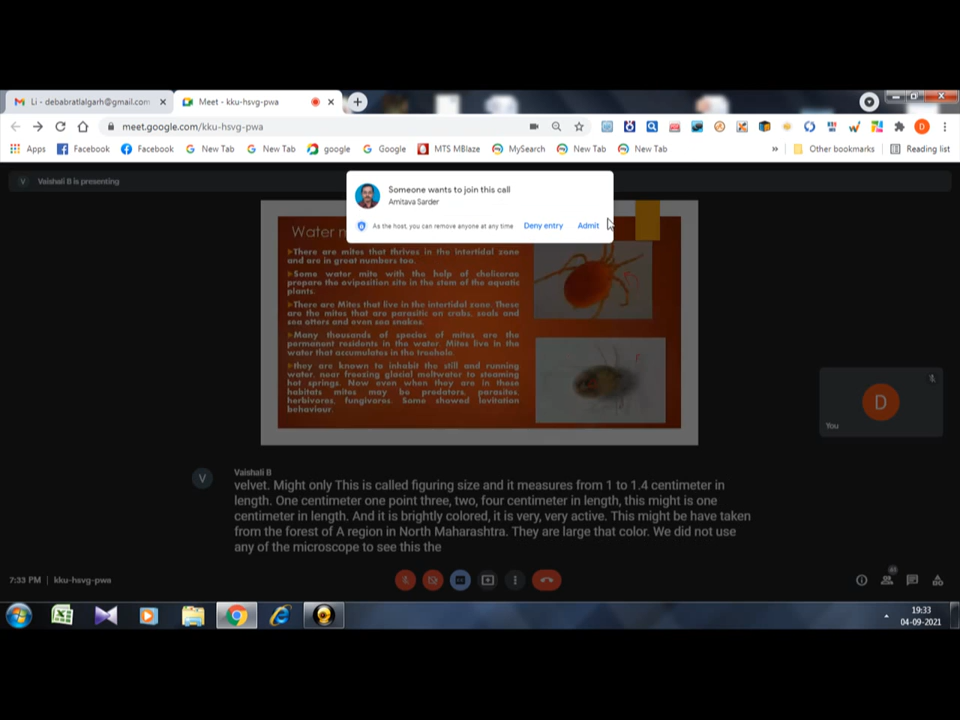 Li - debabratlalgarh@gmail.com
Meet - kku-hsvg-pwa
meet.google.com/kku-hsvg-pwa
Apps Facebook Facebook New Tab New Tab google Google MTS MBlaze MySearch New Tab New Tab » Other bookmarks Reading list
V Vaishali B is presenting
Someone wants to join this call
Amitava Sarder
As the host, you can remove anyone at any time Deny entry Admit
Water
There are mites that thrives in the intertidal zone
and are in great numbers too.
Some water mite with the help of chelicerae
prepare the oviposition site in the stem of the aquatic
plants.
There are Mites that live in the intertidal zone. These
are the mites that are parasitic on crabs, seals and
sea otters and even sea snakes.
Many thousands of species of mites are the
permanent residents in the water. Mites live in the
water that accumulates in the treehole.
they are known to inhabit the still and running
water, near freezing glacial meltwater to steaming
hot springs. Now even when they are in these
habitats mites may be predators, parasites,
herbivores, fungivores. Some showed levitation
behaviour.
D
You
V
Vaishali B
velvet. Might only This is called figuring size and it measures from 1 to 1.4 centimeter in
length. One centimeter one point three, two, four centimeter in length, this might is one
centimeter in length. And it is brightly colored, it is very, very active. This might be have taken
from the forest of A region in North Maharashtra. They are large that color. We did not use
any of the microscope to see this the
7:33 PM | kku-hsvg-pwa
19:33
04-09-2021